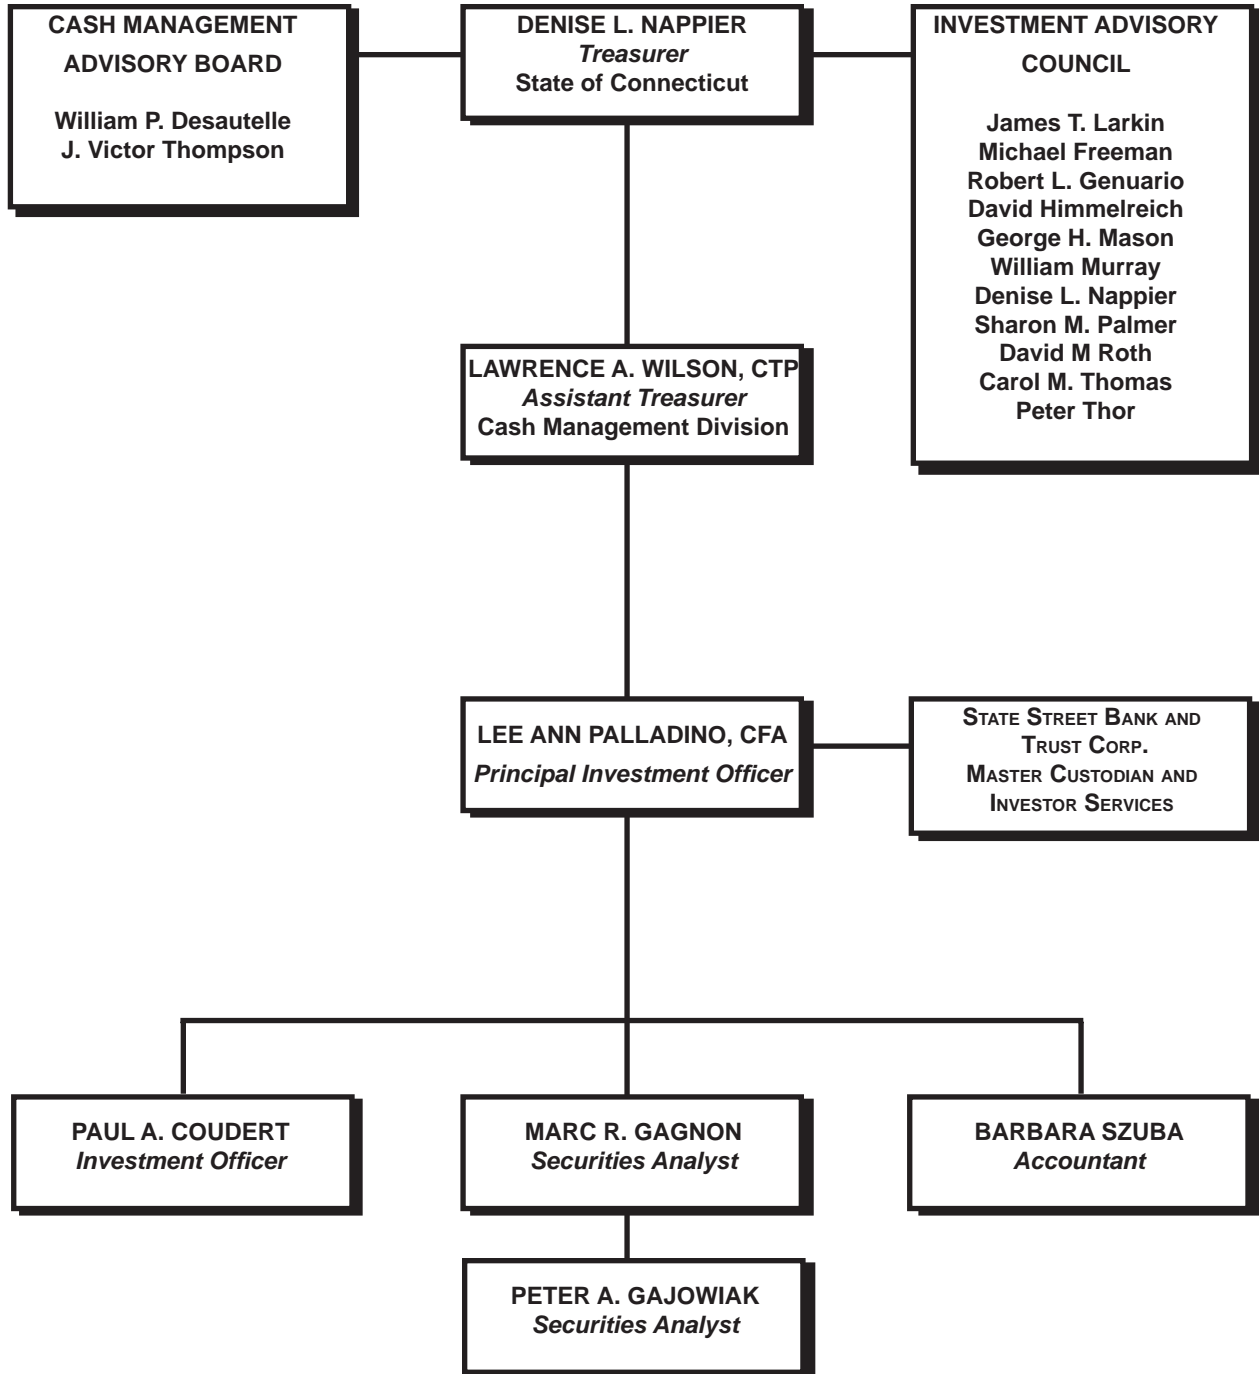 CASH MANAGEMENT
ADVISORY BOARD
William P. Desautelle
J. Victor Thompson
DENISE L. NAPPIER
Treasurer
State of Connecticut
INVESTMENT ADVISORY
COUNCIL
James T. Larkin
Michael Freeman
Robert L. Genuario
David Himmelreich
George H. Mason
William Murray
Denise L. Nappier
Sharon M. Palmer
David M Roth
Carol M. Thomas
Peter Thor
LAWRENCE A. WILSON, CTP
Assistant Treasurer
Cash Management Division
LEE ANN PALLADINO, CFA
Principal Investment Officer
State Street Bank and
Trust Corp.
Master Custodian and
Investor Services
PAUL A. COUDERT
Investment Officer
MARC R. GAGNON
Securities Analyst
BARBARA SZUBA
Accountant
PETER A. GAJOWIAK
Securities Analyst